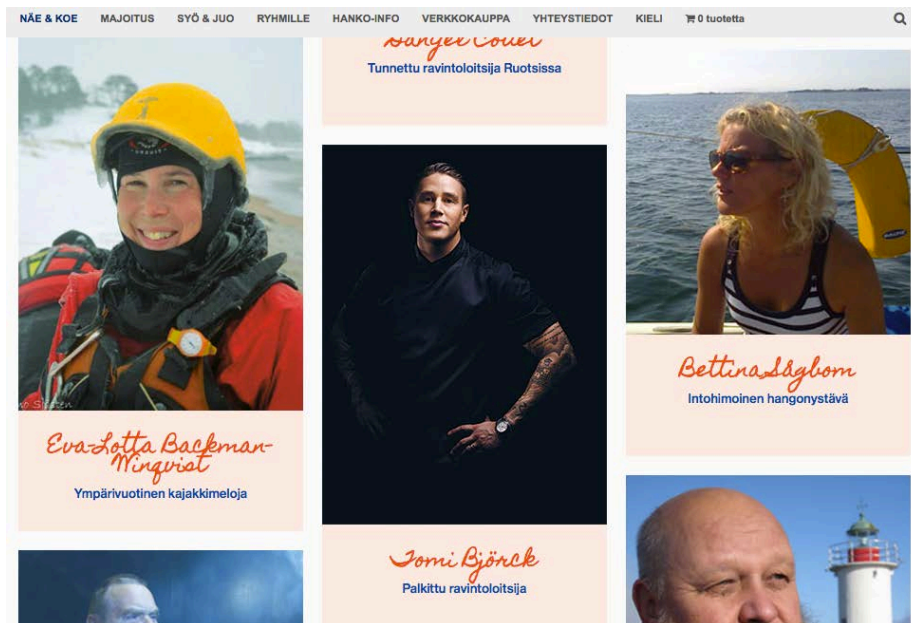 NÄE & KOE MAJOITUS SYÖ & JUO RYHMILLE HANKO-INFO VERKKOKAUPPA YHTEYSTIEDOT KIELI 0 tuotetta
Tunnettu ravintoloitsija Ruotsissa
Eva-Lotta Backman-
Winqvist
Ympärivuotinen kajakkimeloja
Tomi Björck
Palkittu ravintoloitsija
Bettina Sågbom
Intohimoinen hangonystävä